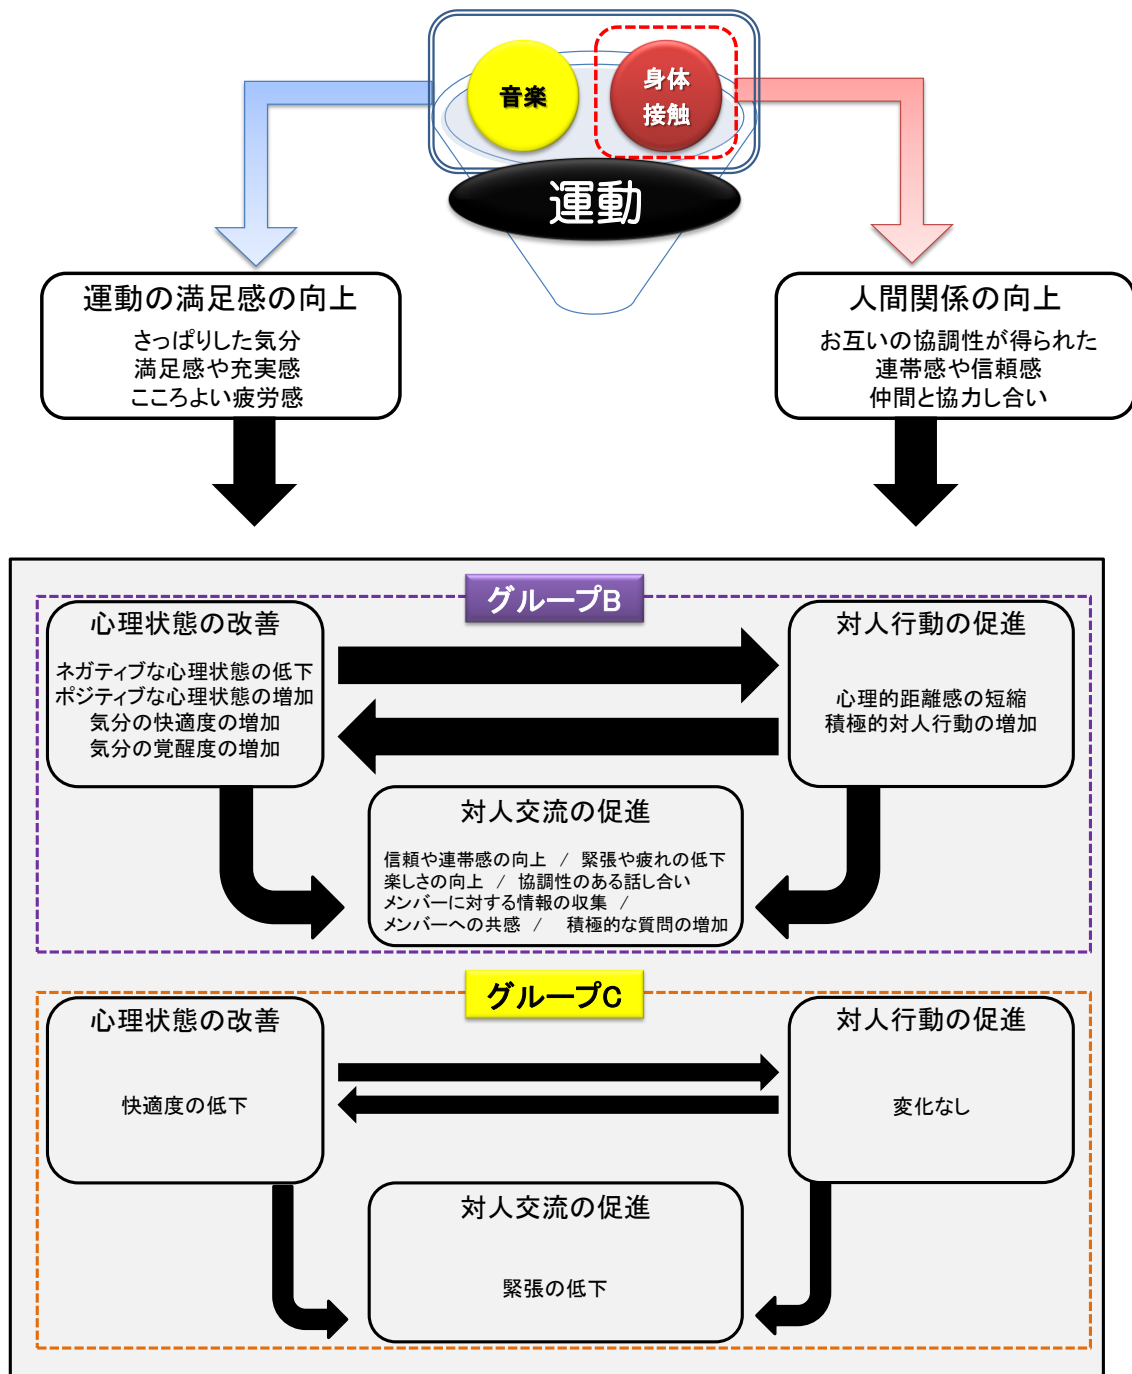 音楽
身体
接触
運動
運動の満足感の向上
さっぱりした気分
満足感や充実感
こころよい疲労感
人間関係の向上
お互いの協調性が得られた
連帯感や信頼感
仲間と協力し合い
グループB
心理状態の改善
ネガティブな心理状態の低下
ポジティブな心理状態の増加
気分の快適度の増加
気分の覚醒度の増加
対人行動の促進
心理的距離感の短縮
積極的対人行動の増加
対人交流の促進
信頼や連帯感の向上 / 緊張や疲れの低下
楽しさの向上 / 協調性のある話し合い
メンバーに対する情報の収集 /
メンバーへの共感 / 積極的な質問の増加
グループC
心理状態の改善
快適度の低下
対人行動の促進
変化なし
対人交流の促進
緊張の低下